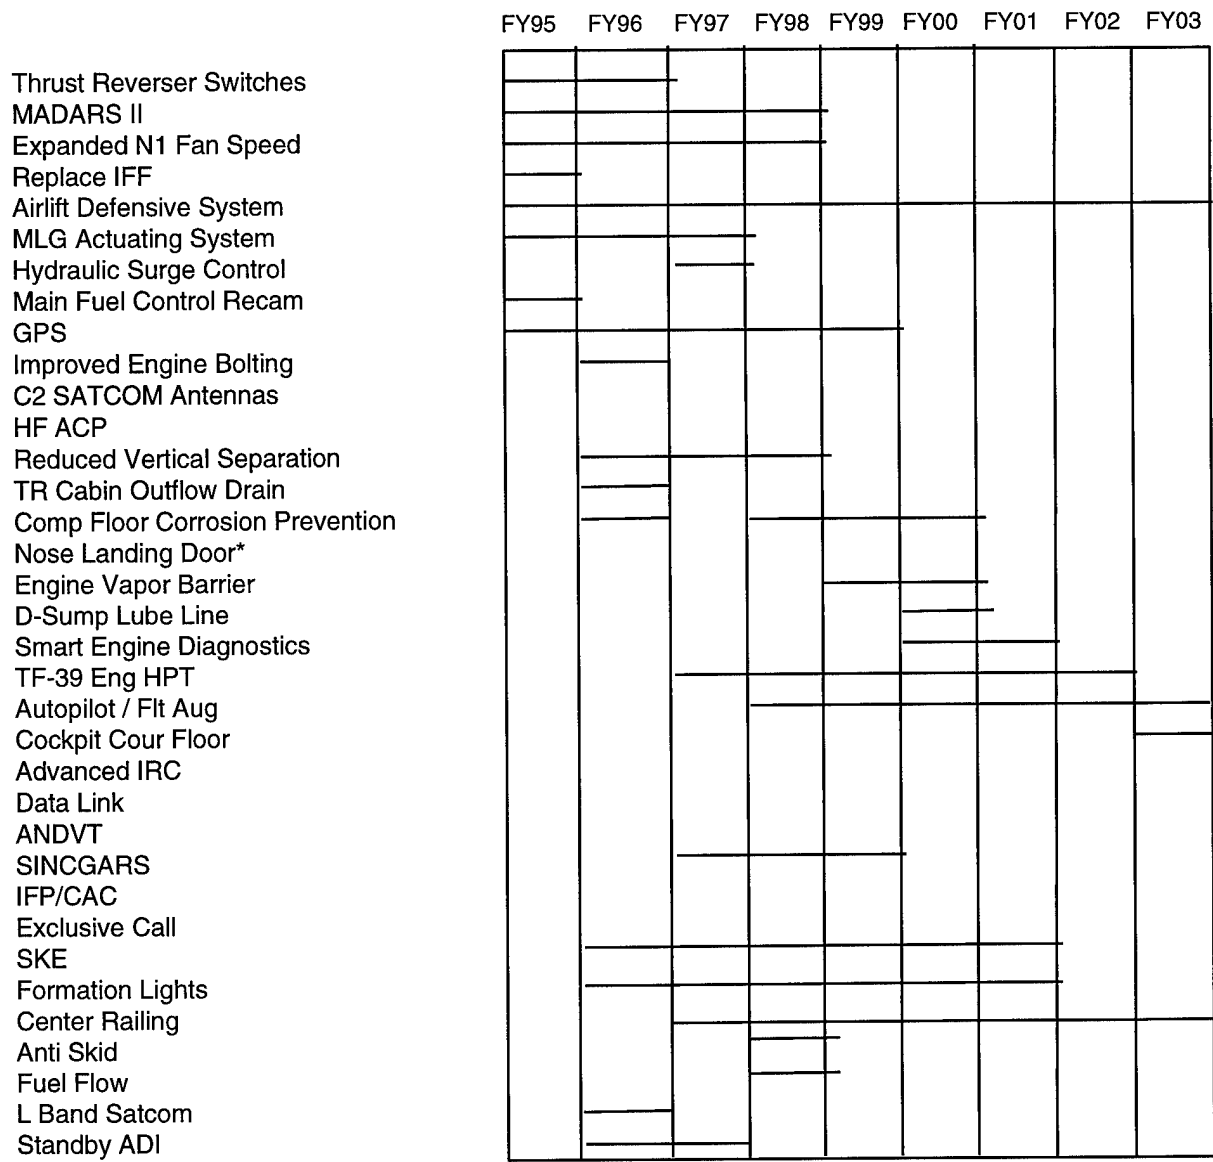 FY95 FY96 FY97 FY98 FY99 FY00 FY01 FY02 FY03
Thrust Reverser Switches
MADARS II
Expanded N1 Fan Speed
Replace IFF
Airlift Defensive System
MLG Actuating System
Hydraulic Surge Control
Main Fuel Control Recam
GPS
Improved Engine Bolting
C2 SATCOM Antennas
HF ACP
Reduced Vertical Separation
TR Cabin Outflow Drain
Comp Floor Corrosion Prevention
Nose Landing Door*
Engine Vapor Barrier
D-Sump Lube Line
Smart Engine Diagnostics
TF-39 Eng HPT
Autopilot / Flt Aug
Cockpit Cour Floor
Advanced IRC
Data Link
ANDVT
SINCGARS
IFP/CAC
Exclusive Call
SKE
Formation Lights
Center Railing
Anti Skid
Fuel Flow
L Band Satcom
Standby ADI